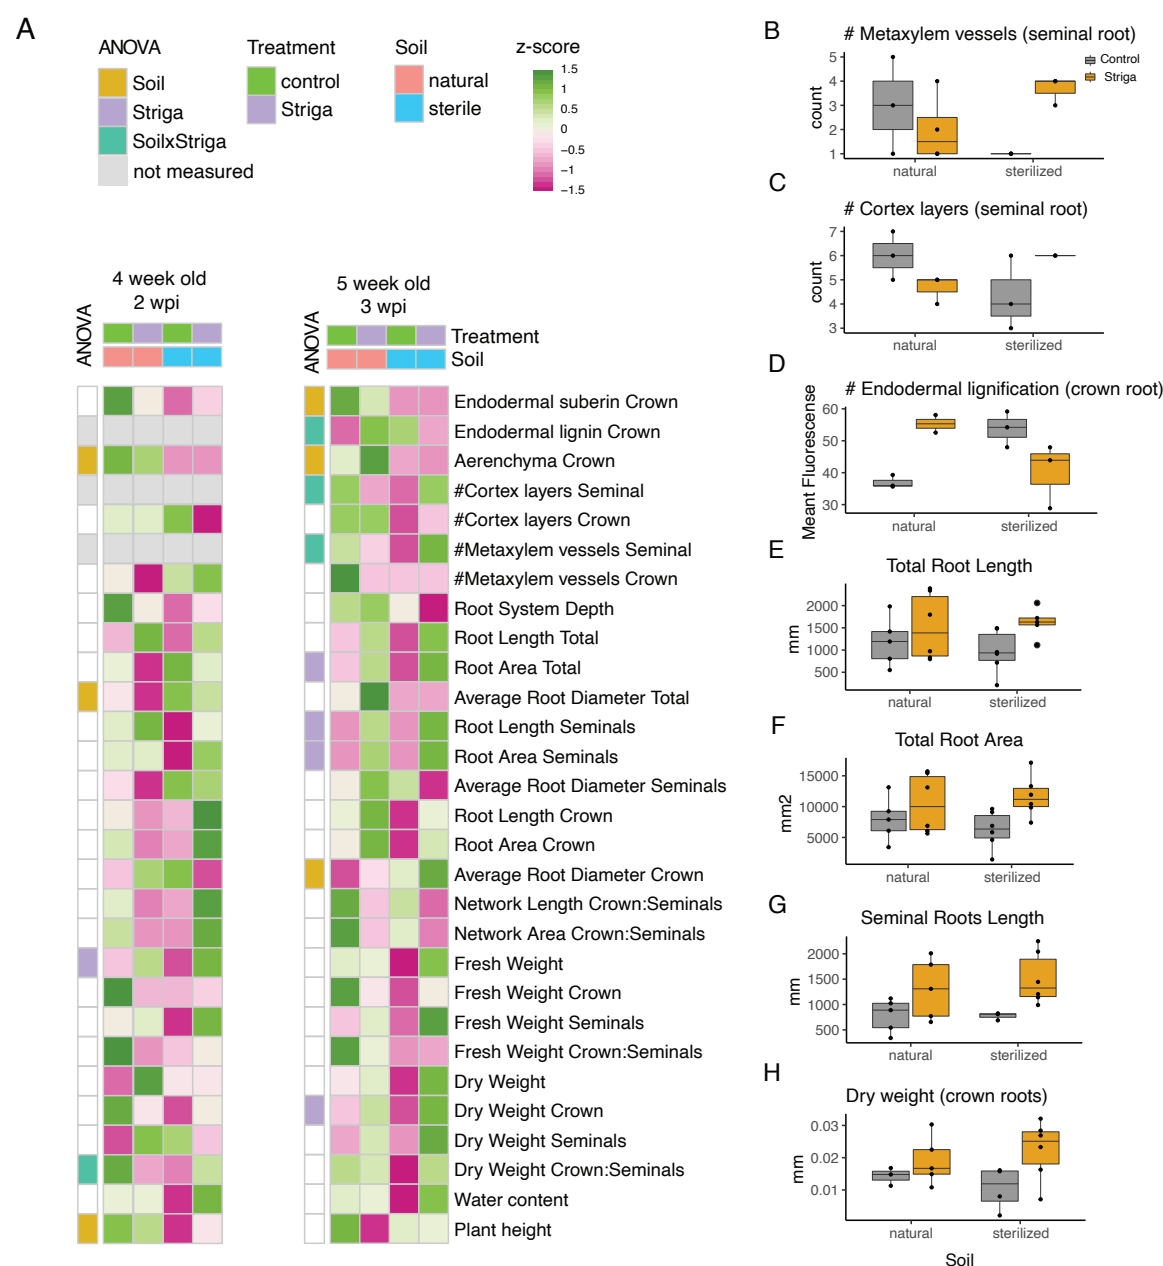 A
ANOVA
Soil
Striga
SoilxStriga
not measured
Treatment
control
Striga
Soil
natural
sterile
z-score
1.5
1
0.5
0
−0.5
−1
−1.5
4 week old
2 wpi
5 week old
3 wpi
ANOVA
ANOVA
Treatment
Soil
Endodermal suberin Crown
Endodermal lignin Crown
Aerenchyma Crown
#Cortex layers Seminal
#Cortex layers Crown
#Metaxylem vessels Seminal
#Metaxylem vessels Crown
Root System Depth
Root Length Total
Root Area Total
Average Root Diameter Total
Root Length Seminals
Root Area Seminals
Average Root Diameter Seminals
Root Length Crown
Root Area Crown
Average Root Diameter Crown
Network Length Crown:Seminals
Network Area Crown:Seminals
Fresh Weight
Fresh Weight Crown
Fresh Weight Seminals
Fresh Weight Crown:Seminals
Dry Weight
Dry Weight Crown
Dry Weight Seminals
Dry Weight Crown:Seminals
Water content
Plant height
B
# Metaxylem vessels (seminal root)
Control
Striga
count
5
4
3
2
1
natural
sterilized
C
# Cortex layers (seminal root)
count
7
6
5
4
3
natural
sterilized
D
# Endodermal lignification (crown root)
Meant Fluorescense
60
50
40
30
natural
sterilized
E
Total Root Length
mm
2000
1500
1000
500
natural
sterilized
F
Total Root Area
mm2
15000
10000
5000
natural
sterilized
G
Seminal Roots Length
mm
2000
1500
1000
500
natural
sterilized
H
Dry weight (crown roots)
mm
0.03
0.02
0.01
natural
sterilized
Soil